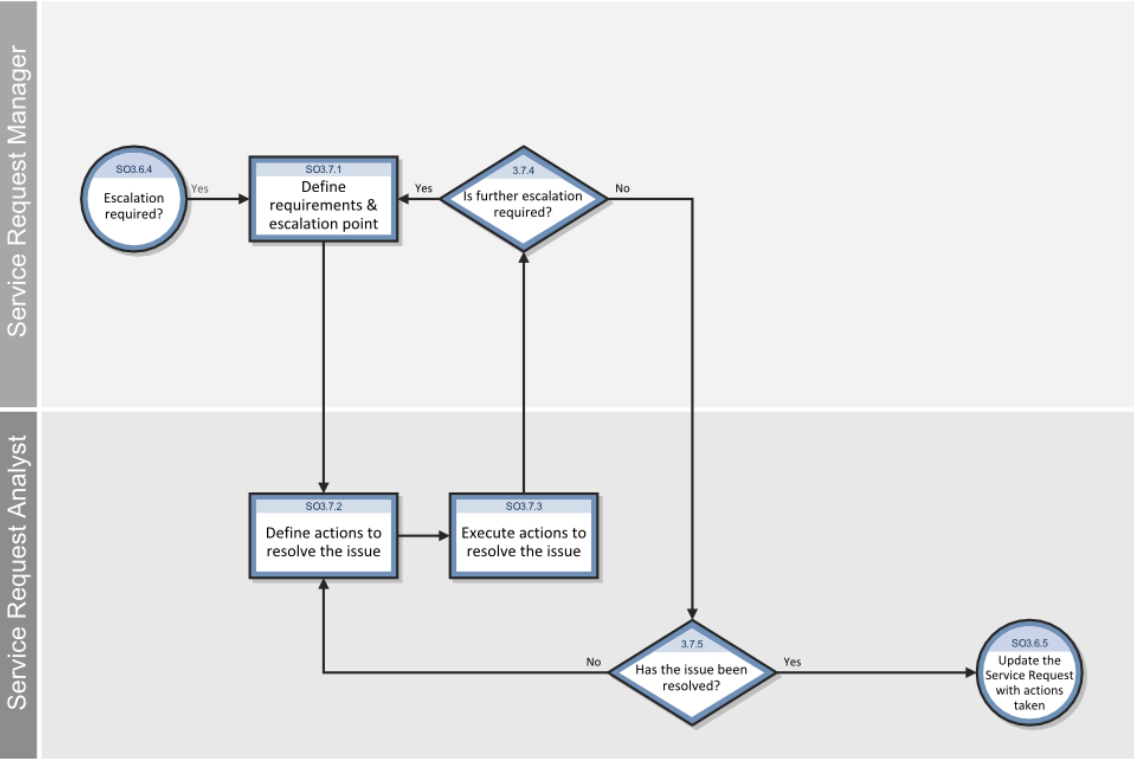 Service Request Manager
SO3.6.4
Escalation
required?
Yes
SO3.7.1
Define
requirements &
escalation point
Yes
3.7.4
Is further escalation
required?
No
Service Request Analyst
SO3.7.2
Define actions to
resolve the issue
SO3.7.3
Execute actions to
resolve the issue
No
3.7.5
Has the issue been
resolved?
Yes
SO3.6.5
Update the
Service Request
with actions
taken